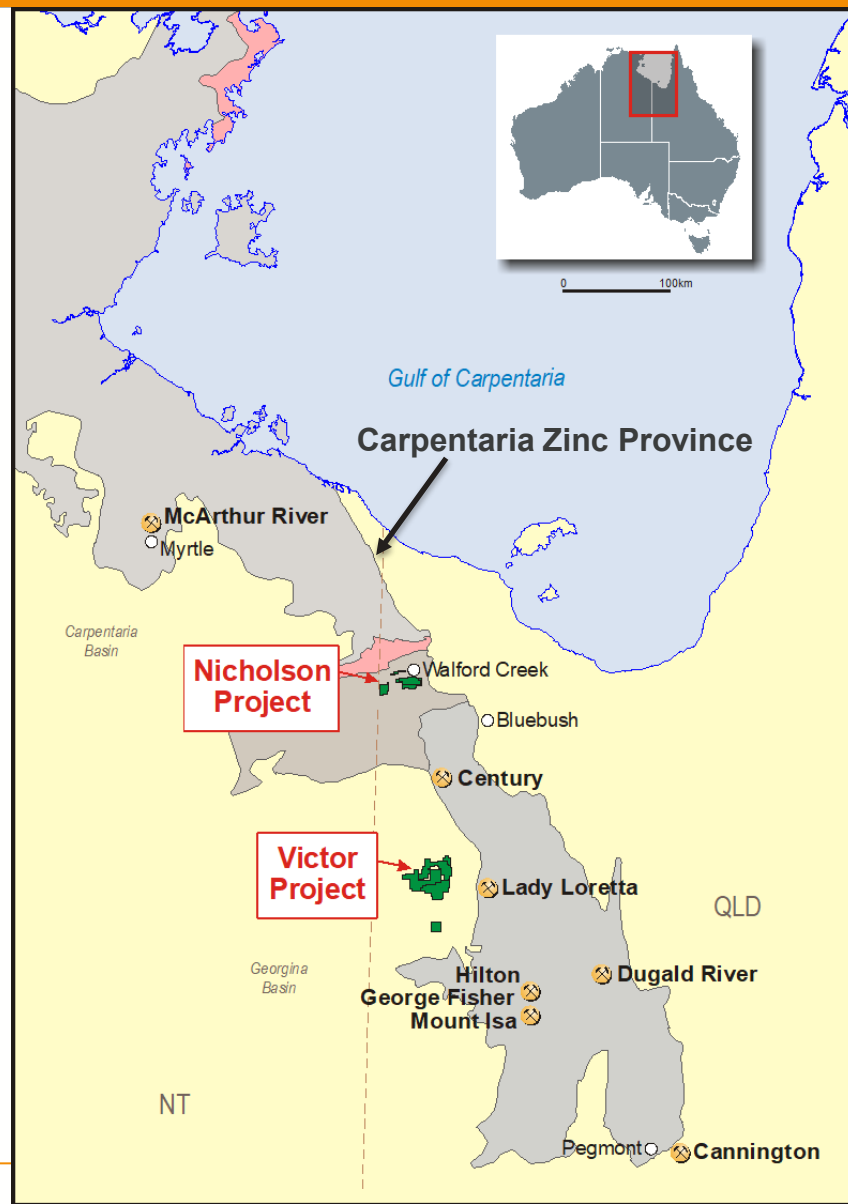 0 100km
Gulf of Carpentaria
Carpentaria Zinc Province
McArthur River
Myrtle
Carpentaria
Basin
Nicholson
Project
Walford Creek
Bluebush
Century
Victor
Project
Lady Loretta
QLD
Georgina
Basin
Hilton
George Fisher
Mount Isa
Dugald River
NT
Pegmont
Cannington